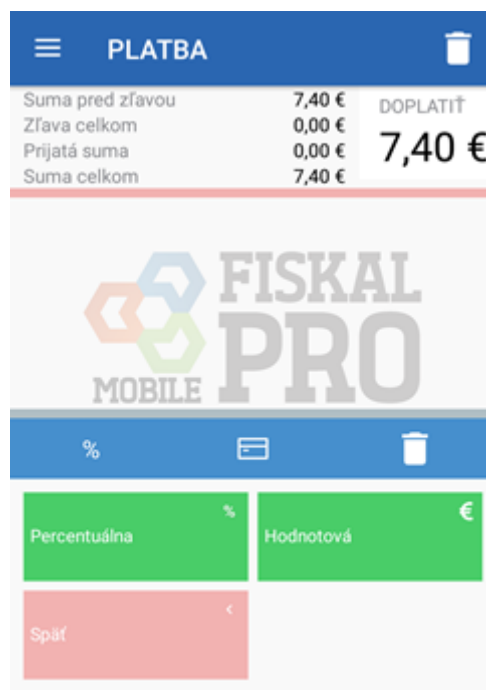 PLATBA
Suma pred zľavou 7,40 €
Zľava celkom 0,00 €
Prijatá suma 0,00 €
Suma celkom 7,40 €
DOPLATIŤ
7,40 €
FISKAL
MOBILE PRO
%
% €
Percentuálna Hodnotová
<
Späť